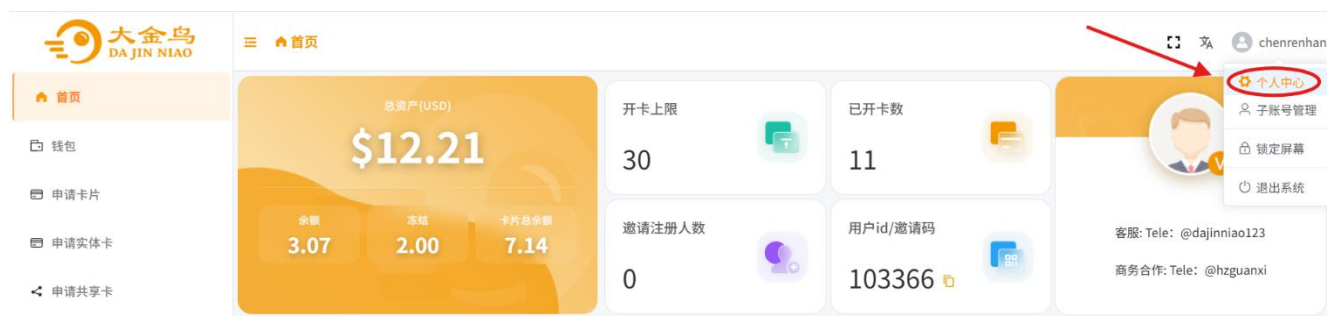 大金鸟
DA JIN NIAO
首页
chenrenhan
首页
钱包
申请卡片
申请实体卡
申请共享卡
总资产(USD)
$12.21
余额
3.07
冻结
2.00
卡片总余额
7.14
开卡上限
30
已开卡数
11
邀请注册人数
0
用户id/邀请码
103366
个人中心
子账号管理
锁定屏幕
退出系统
V
客服: Tele: @dajinniao123
商务合作: Tele: @hzguanxi